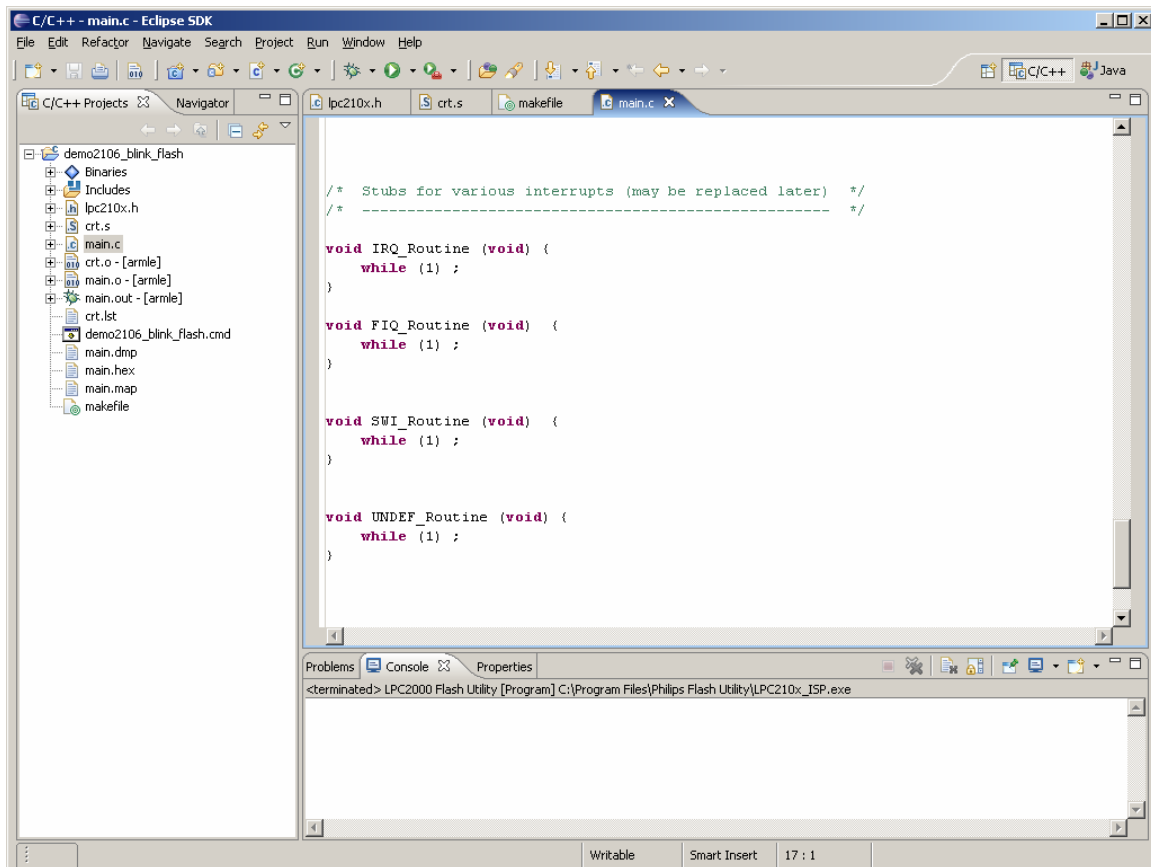 C/C++ - main.c - Eclipse SDK
File Edit Refactor Navigate Search Project Run Window Help
C/C++ Java
C/C++ Projects Navigator
lpc210x.h crt.s makefile main.c
demo2106_blink_flash
Binaries
Includes
lpc210x.h
crt.s
main.c
crt.o - [armle]
main.o - [armle]
main.out - [armle]
crt.lst
demo2106_blink_flash.cmd
main.dmp
main.hex
main.map
makefile
/* Stubs for various interrupts (may be replaced later) */
/* ---------------------------------------------------- */
void IRQ_Routine (void) {
while (1) ;
}
void FIQ_Routine (void) {
while (1) ;
}
void SWI_Routine (void) {
while (1) ;
}
void UNDEF_Routine (void) {
while (1) ;
}
Problems Console Properties
<terminated> LPC2000 Flash Utility [Program] C:\Program Files\Philips Flash Utility\LPC210x_ISP.exe
Writable Smart Insert 17 : 1